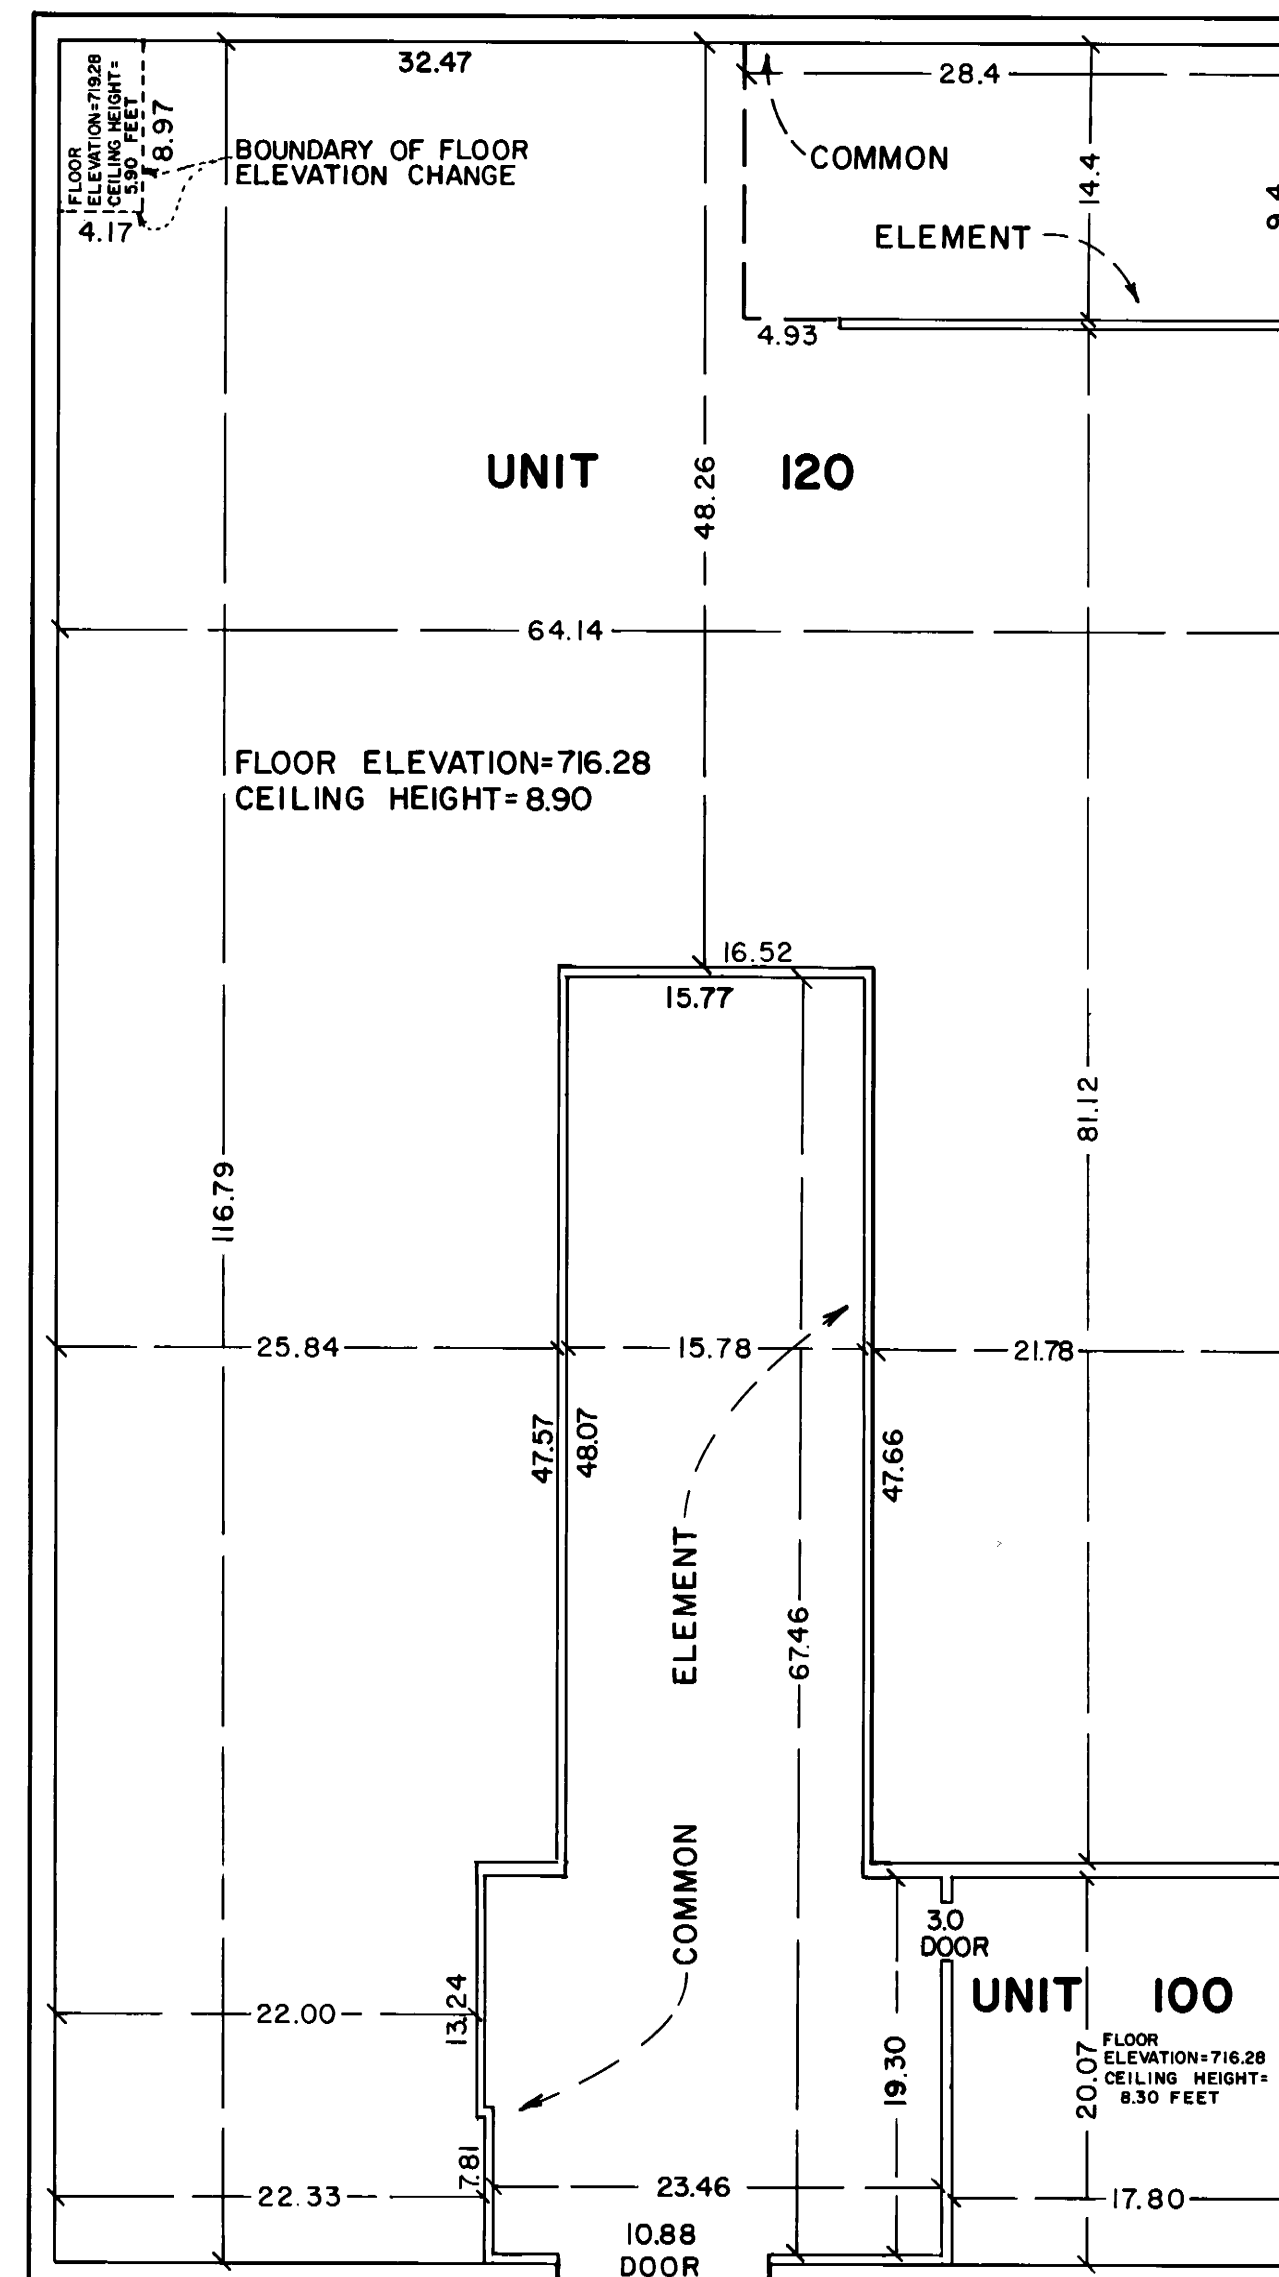 32.47
28.4
FLOOR
ELEVATION=719.28
CEILING HEIGHT=
5.90 FEET
8.97
4.17
BOUNDARY OF FLOOR
ELEVATION CHANGE
COMMON
14.4
9.4
ELEMENT
4.93
UNIT 120
48.26
64.14
FLOOR ELEVATION=716.28
CEILING HEIGHT=8.90
16.52
15.77
81.12
116.79
25.84
15.78
21.78
47.57
48.07
47.66
COMMON ELEMENT
67.46
3.0
DOOR
UNIT 100
22.00
13.24
19.30
20.07
FLOOR
ELEVATION=716.28
CEILING HEIGHT=
8.30 FEET
7.81
22.33
23.46
17.80
10.88
DOOR